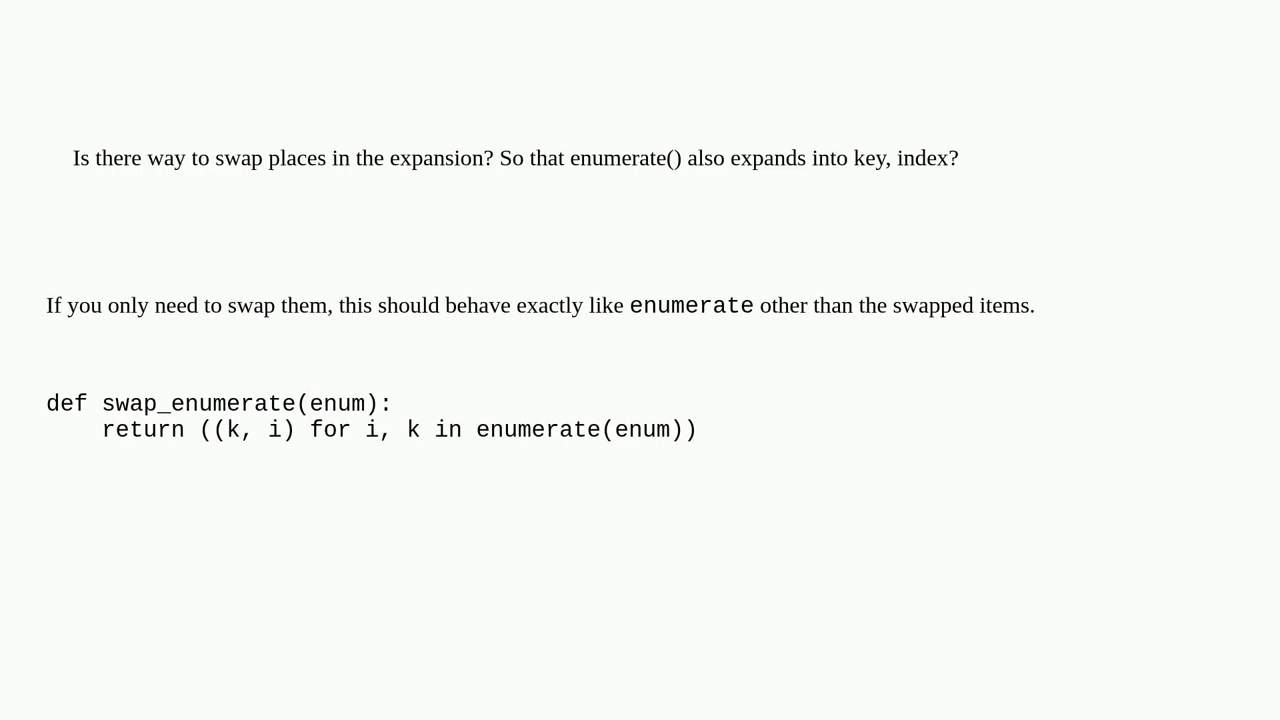 Is there way to swap places in the expansion? So that enumerate() also expands into key, index?
If you only need to swap them, this should behave exactly like enumerate other than the swapped items.
def swap_enumerate(enum):
    return ((k, i) for i, k in enumerate(enum))